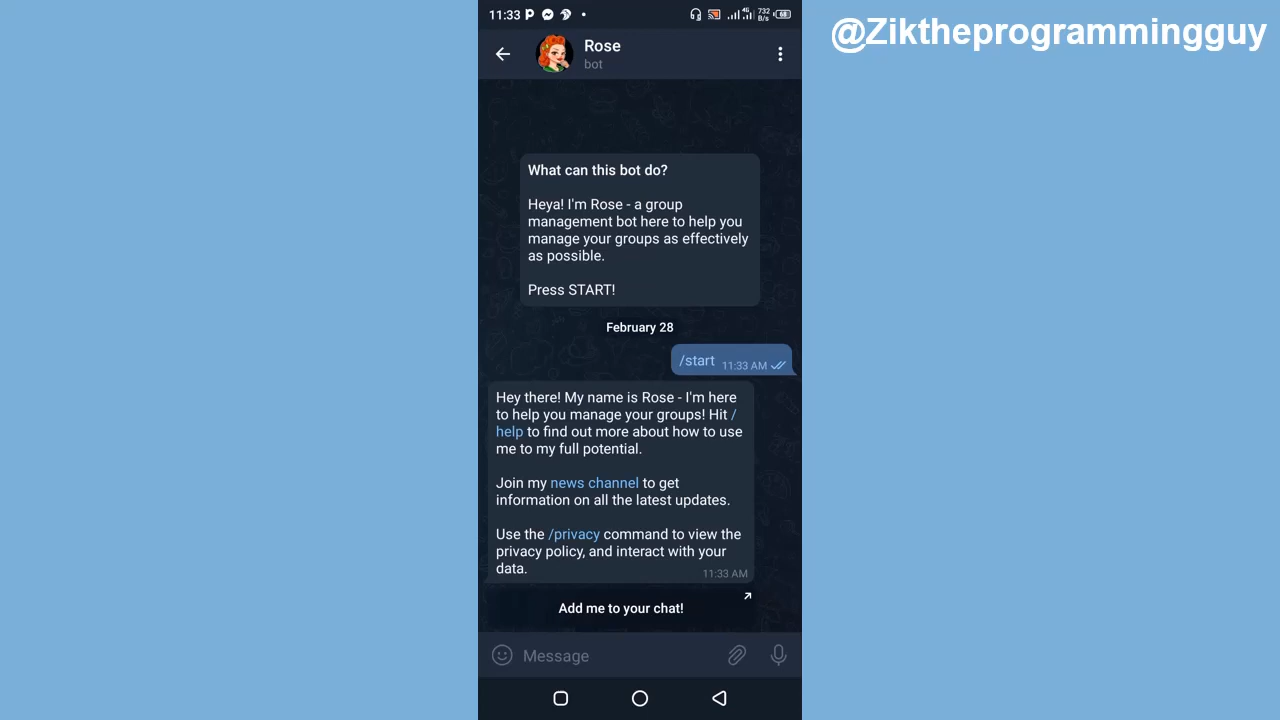 11:33
732
B/s
4G
68
@Ziktheprogrammingguy
Rose
bot
What can this bot do?
Heya! I'm Rose - a group
management bot here to help you
manage your groups as effectively
as possible.
Press START!
February 28
/start 11:33 AM
Hey there! My name is Rose - I'm here
to help you manage your groups! Hit /
help to find out more about how to use
me to my full potential.
Join my news channel to get
information on all the latest updates.
Use the /privacy command to view the
privacy policy, and interact with your
data.
11:33 AM
Add me to your chat!
Message